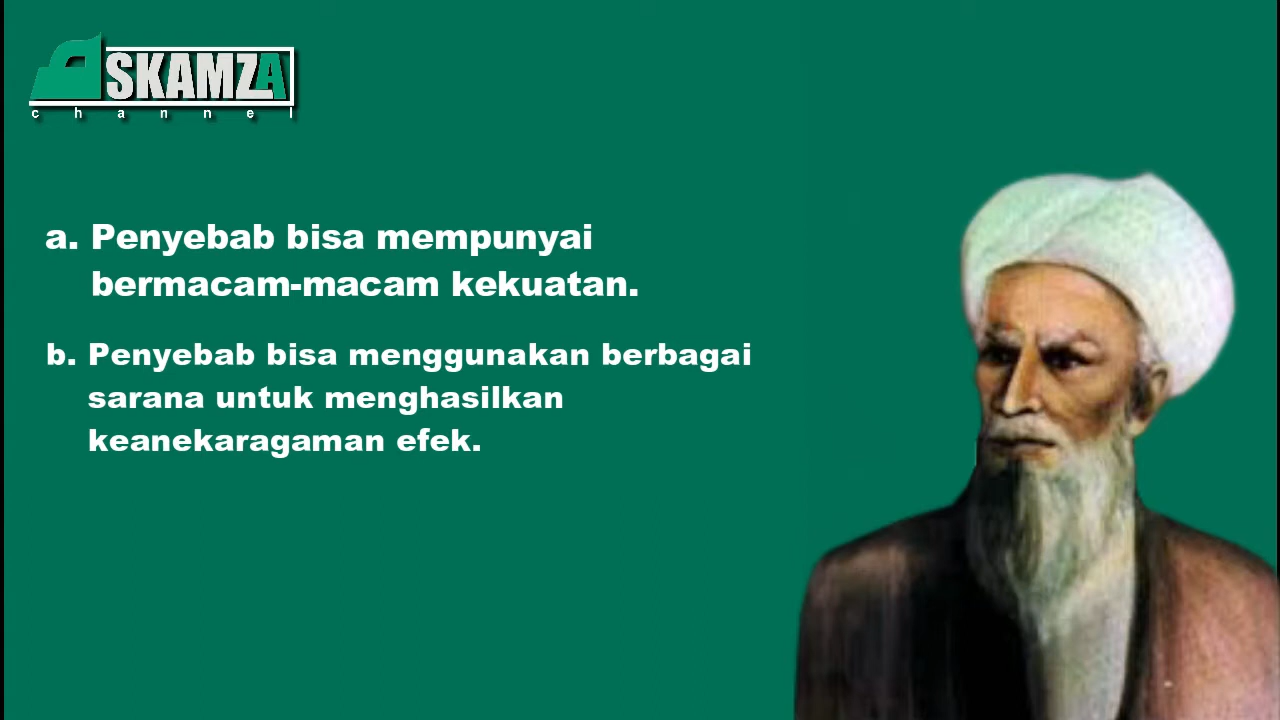 SKAMZA
channel
a. Penyebab bisa mempunyai
bermacam-macam kekuatan.
b. Penyebab bisa menggunakan berbagai
sarana untuk menghasilkan
keanekaragaman efek.